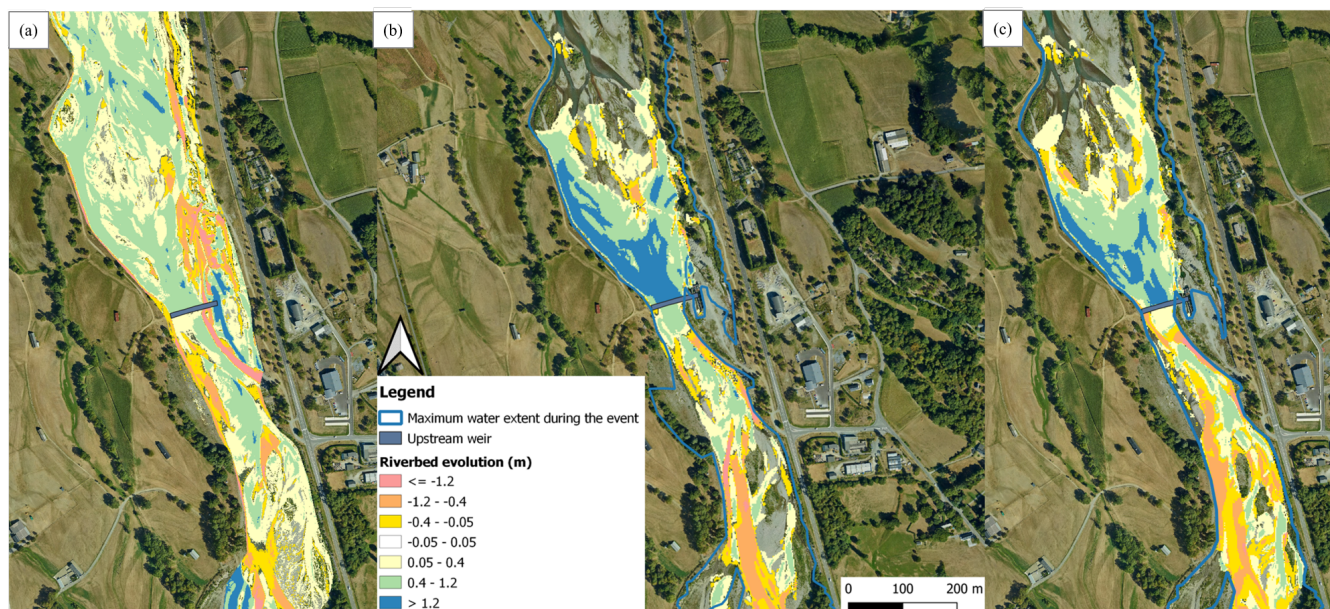 (a)
(b)
(c)
Legend
Maximum water extent during the event
Upstream weir
Riverbed evolution (m)
<= -1.2
-1.2 - -0.4
-0.4 - -0.05
-0.05 - 0.05
0.05 - 0.4
0.4 - 1.2
> 1.2
0 100 200 m